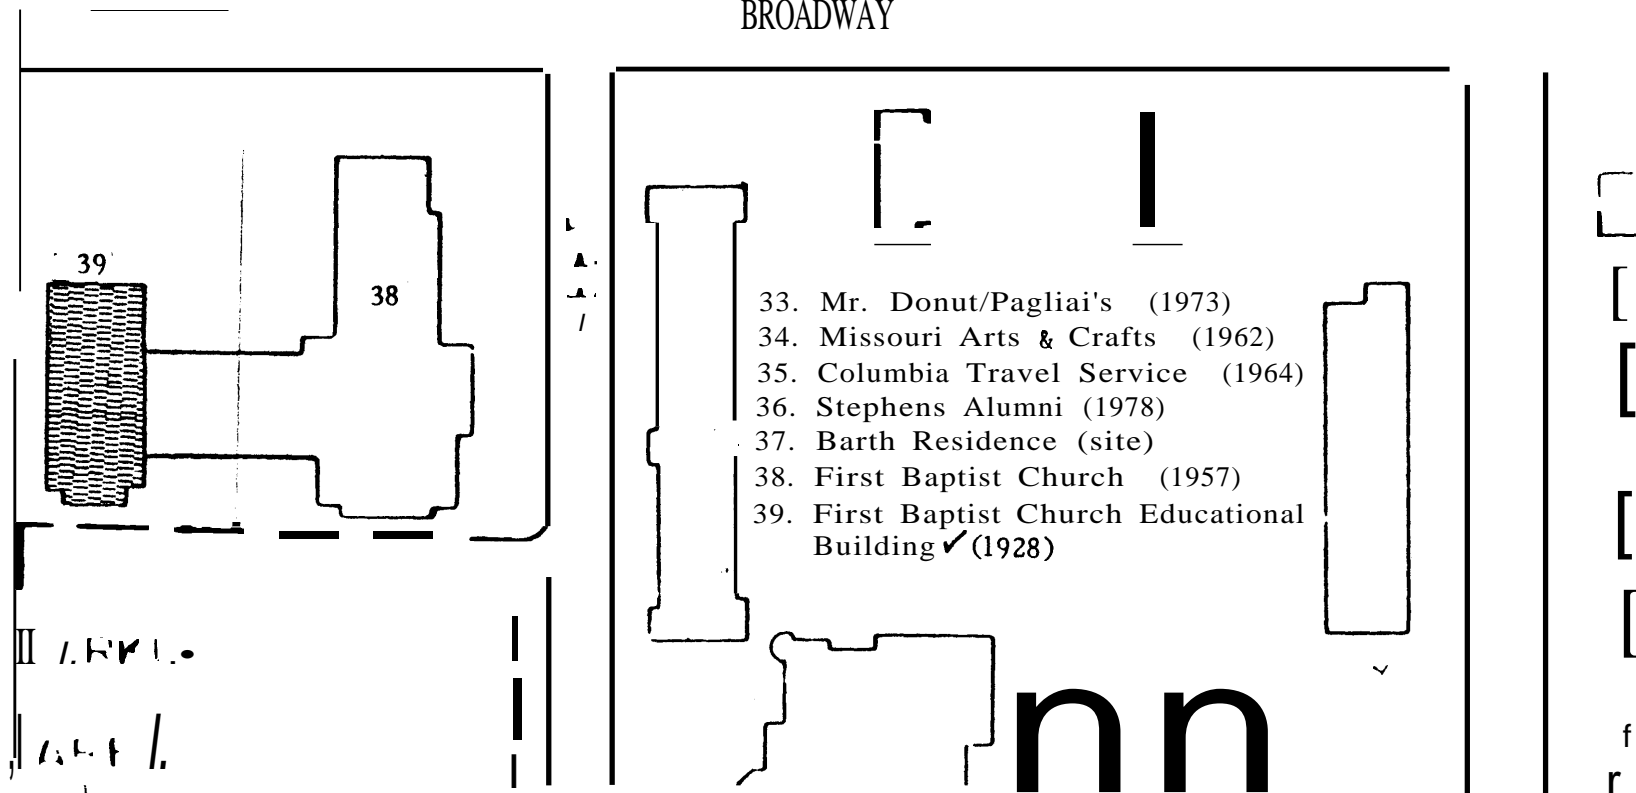 BROADWAY
39
38
33. Mr. Donut/Pagliai's (1973)
34. Missouri Arts & Crafts (1962)
35. Columbia Travel Service (1964)
36. Stephens Alumni (1978)
37. Barth Residence (site)
38. First Baptist Church (1957)
39. First Baptist Church Educational
Building ✓ (1928)